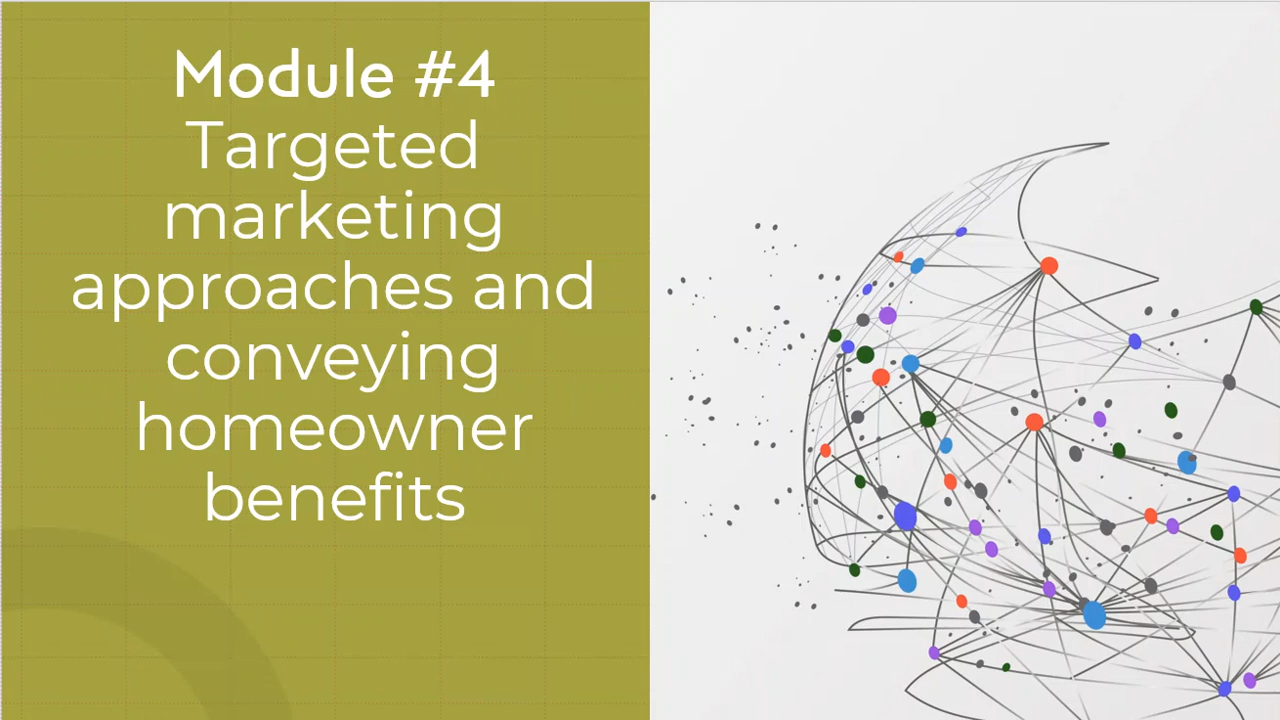 Module #4
Targeted
marketing
approaches and
conveying
homeowner
benefits